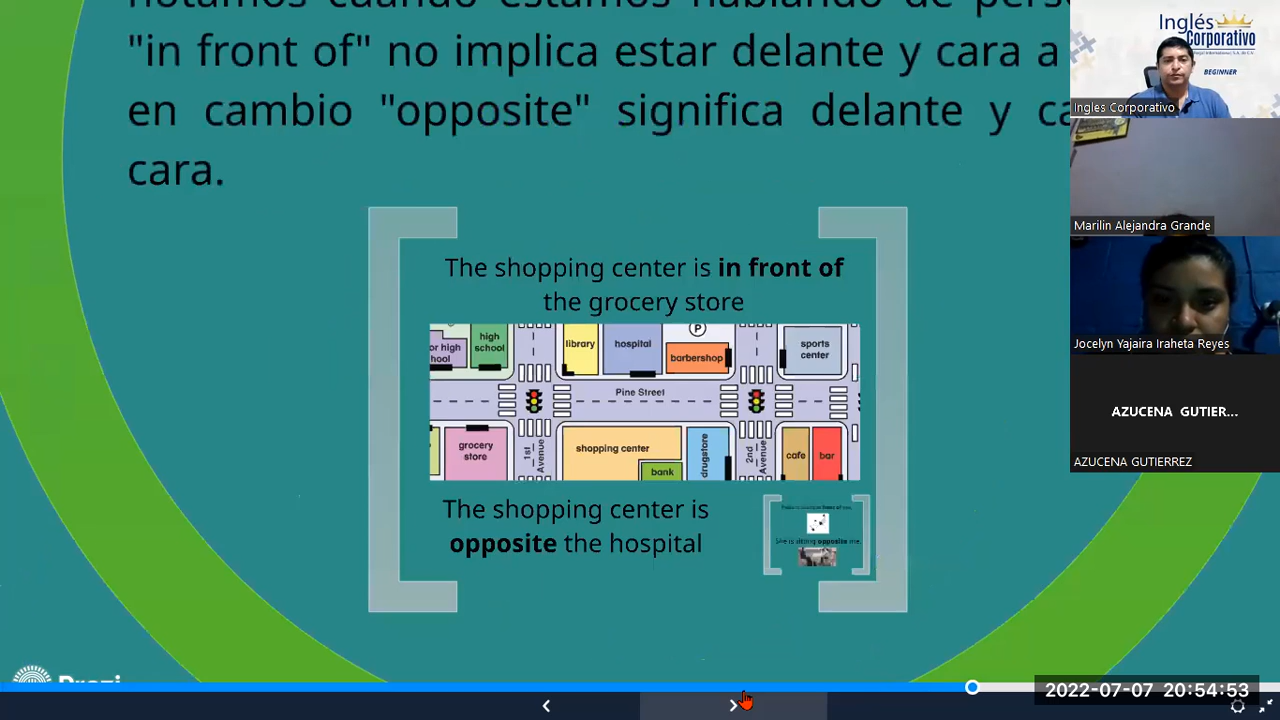 "in front of" no implica estar delante y cara a
en cambio "opposite" significa delante y
cara.
The shopping center is in front of
the grocery store
high
school
library
hospital
P
barbershop
sports
center
Pine Street
grocery
store
1st
Avenue
shopping center
bank
drugstore
2nd
Avenue
cafe
bar
The shopping center is
opposite the hospital
She is sitting opposite me.
Inglés
Corporativo
BEGINNER
Ingles Corporativo
Marilin Alejandra Grande
Jocelyn Yajaira Iraheta Reyes
AZUCENA GUTIER...
AZUCENA GUTIERREZ
2022-07-07 20:54:53